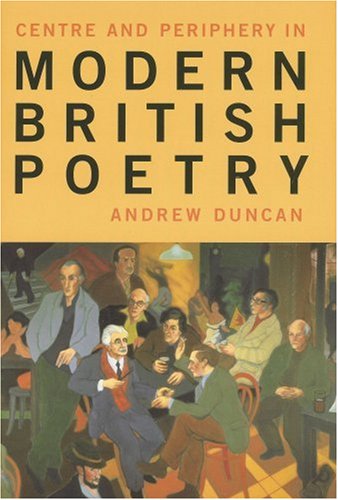 CENTRE AND PERIPHERY IN
MODERN
BRITISH
POETRY
ANDREW DUNCAN